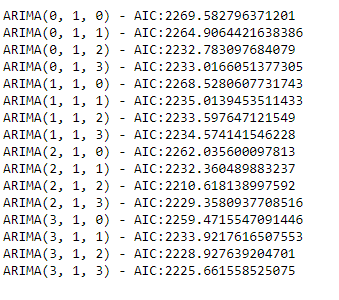 ARIMA(0, 1, 0) - AIC:2269.582796371201
ARIMA(0, 1, 1) - AIC:2264.9064421638386
ARIMA(0, 1, 2) - AIC:2232.783097684079
ARIMA(0, 1, 3) - AIC:2233.0166051377305
ARIMA(1, 1, 0) - AIC:2268.5280607731743
ARIMA(1, 1, 1) - AIC:2235.0139453511433
ARIMA(1, 1, 2) - AIC:2233.597647121549
ARIMA(1, 1, 3) - AIC:2234.574141546228
ARIMA(2, 1, 0) - AIC:2262.035600097813
ARIMA(2, 1, 1) - AIC:2232.360489883237
ARIMA(2, 1, 2) - AIC:2210.618138997592
ARIMA(2, 1, 3) - AIC:2229.3580937708516
ARIMA(3, 1, 0) - AIC:2259.4715547091446
ARIMA(3, 1, 1) - AIC:2233.9217616507553
ARIMA(3, 1, 2) - AIC:2228.927639204701
ARIMA(3, 1, 3) - AIC:2225.661558525075